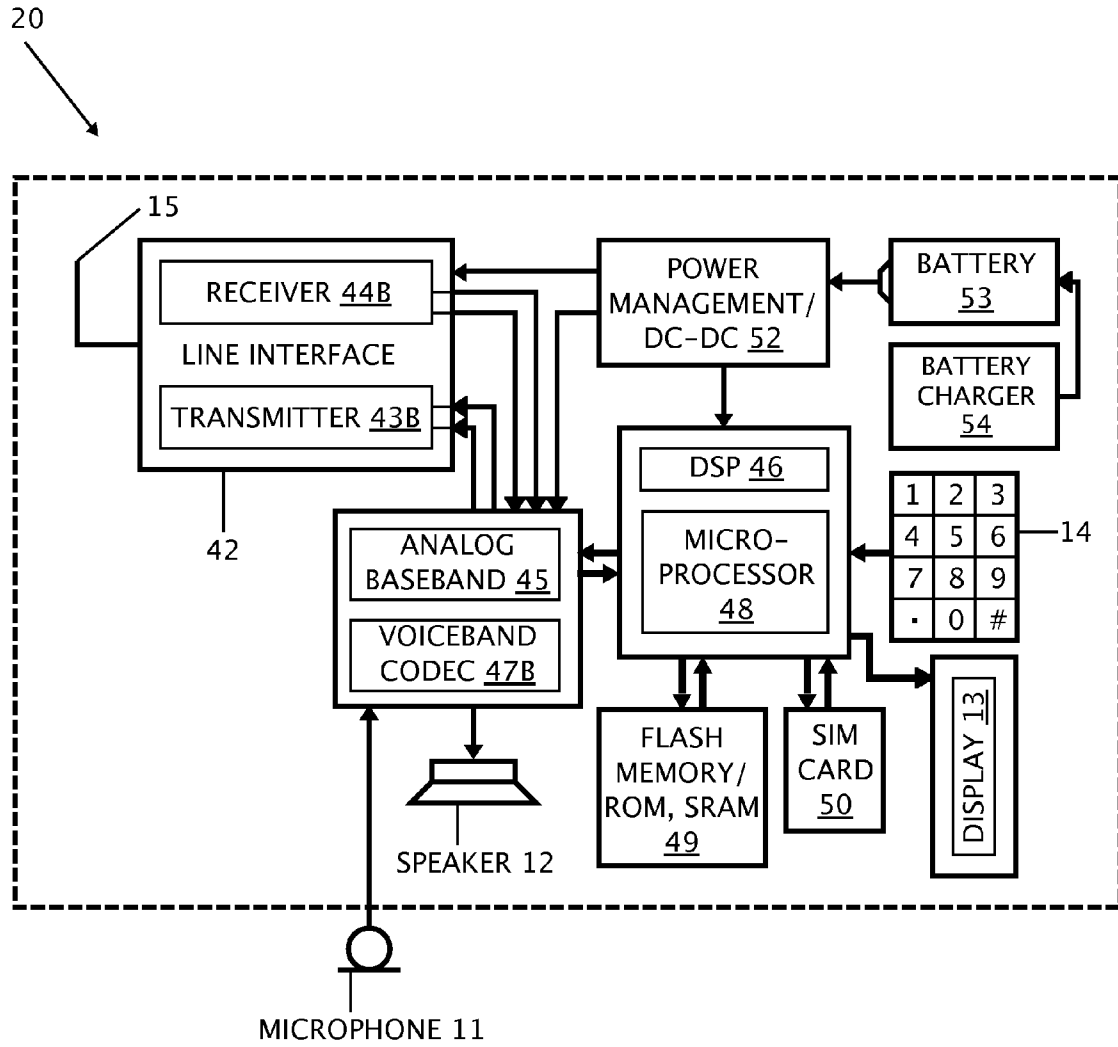 20
15
RECEIVER 44B
LINE INTERFACE
TRANSMITTER 43B
42
POWER
MANAGEMENT/
DC-DC 52
BATTERY
53
BATTERY
CHARGER
54
DSP 46
MICRO-
PROCESSOR
48
1 2 3
4 5 6
7 8 9
· 0 #
14
ANALOG
BASEBAND 45
VOICEBAND
CODEC 47B
SPEAKER 12
FLASH
MEMORY/
ROM, SRAM
49
SIM
CARD
50
DISPLAY 13
MICROPHONE 11